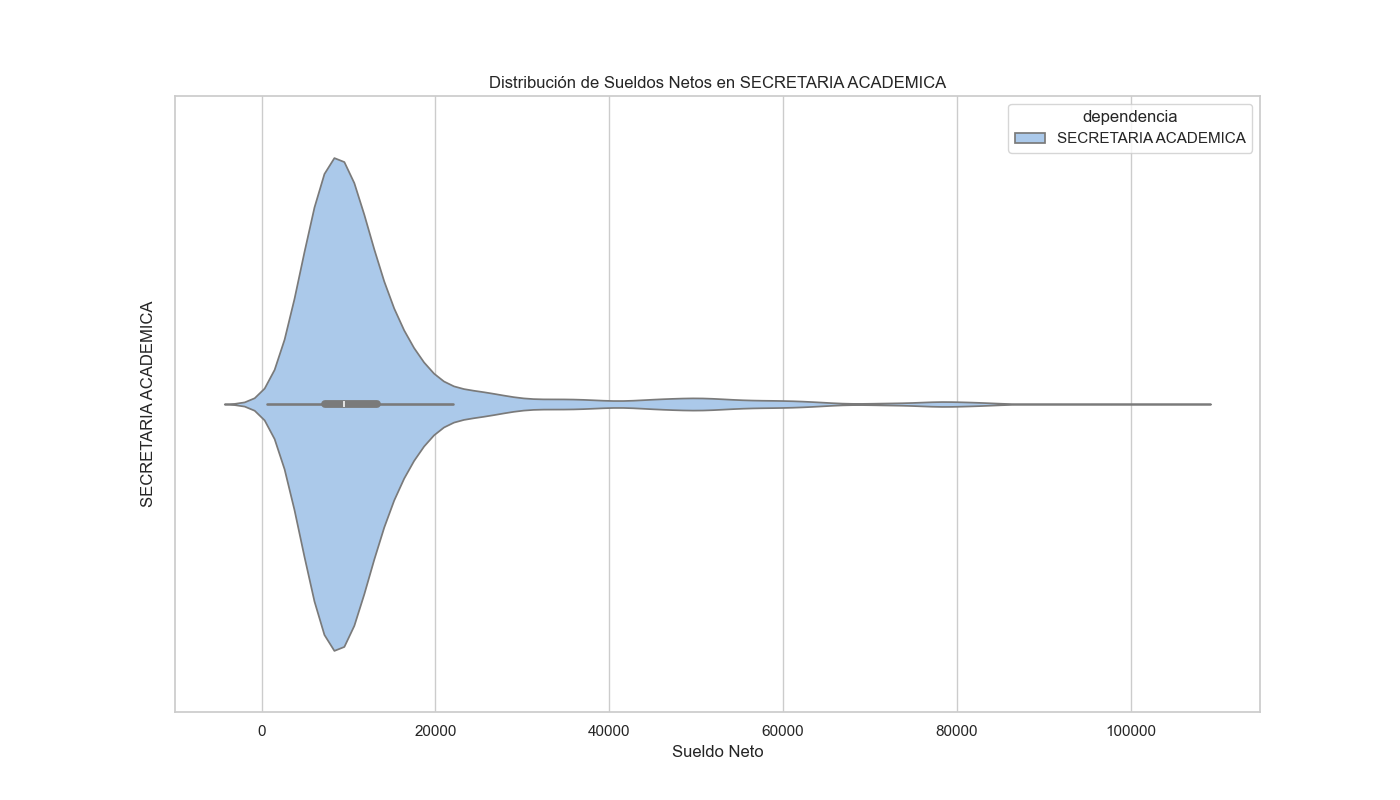 Distribución de Sueldos Netos en SECRETARIA ACADEMICA
dependencia
SECRETARIA ACADEMICA
SECRETARIA ACADEMICA
0
20000
40000
60000
80000
100000
Sueldo Neto